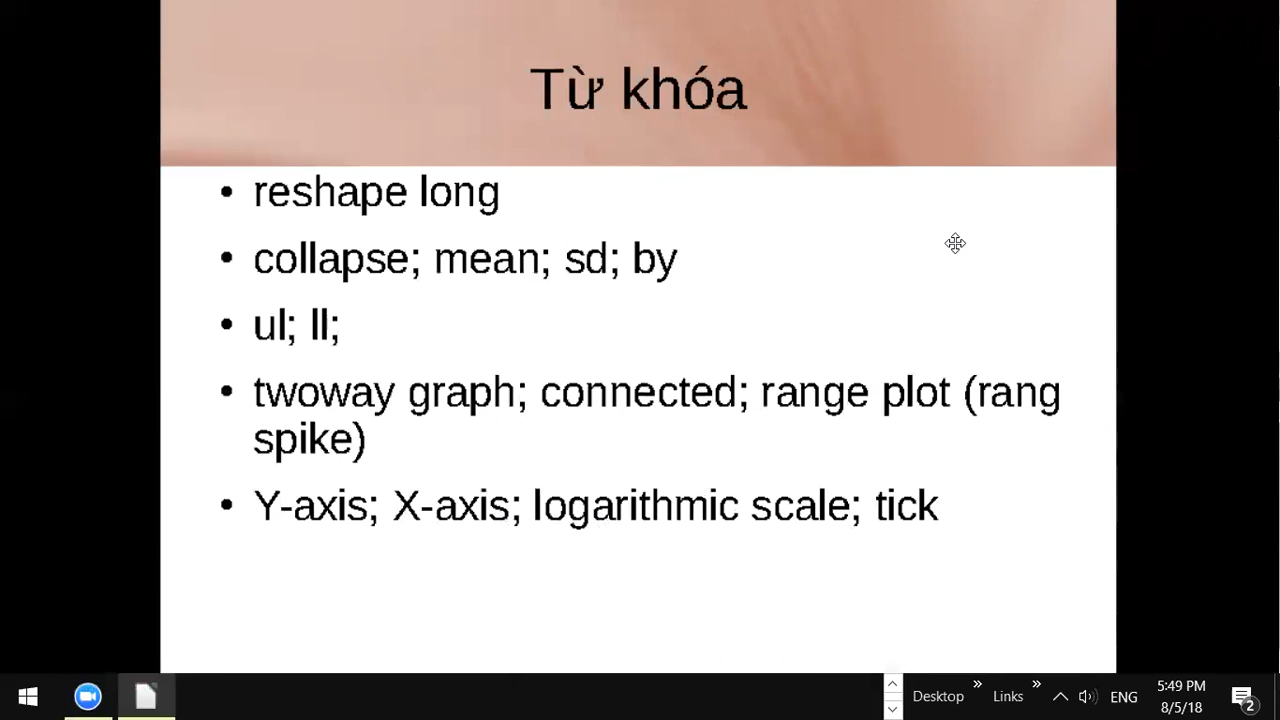 Từ khóa
• reshape long
• collapse; mean; sd; by
• ul; ll;
• twoway graph; connected; range plot (rang
spike)
• Y-axis; X-axis; logarithmic scale; tick
Desktop » Links » ENG 5:49 PM
8/5/18
2